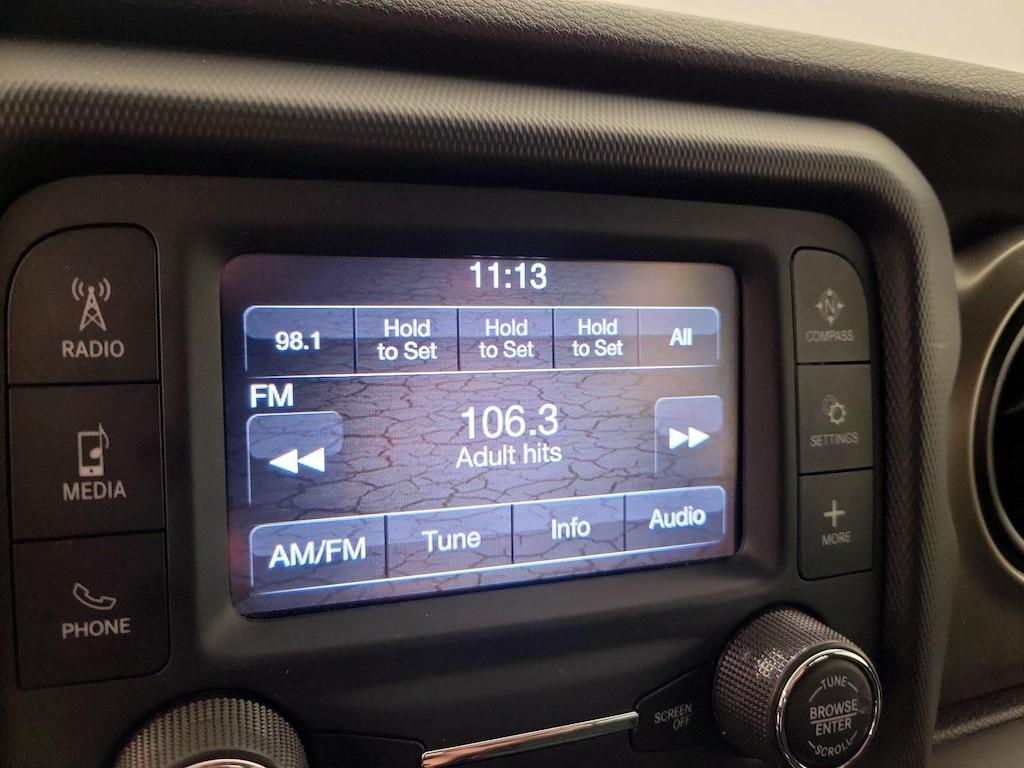 11:13
98.1
Hold
to Set
Hold
to Set
Hold
to Set
All
FM
106.3
Adult hits
AM/FM
Tune
Info
Audio
RADIO
MEDIA
PHONE
N
COMPASS
SETTINGS
MORE
SCREEN
OFF
TUNE
BROWSE
ENTER
SCROLL